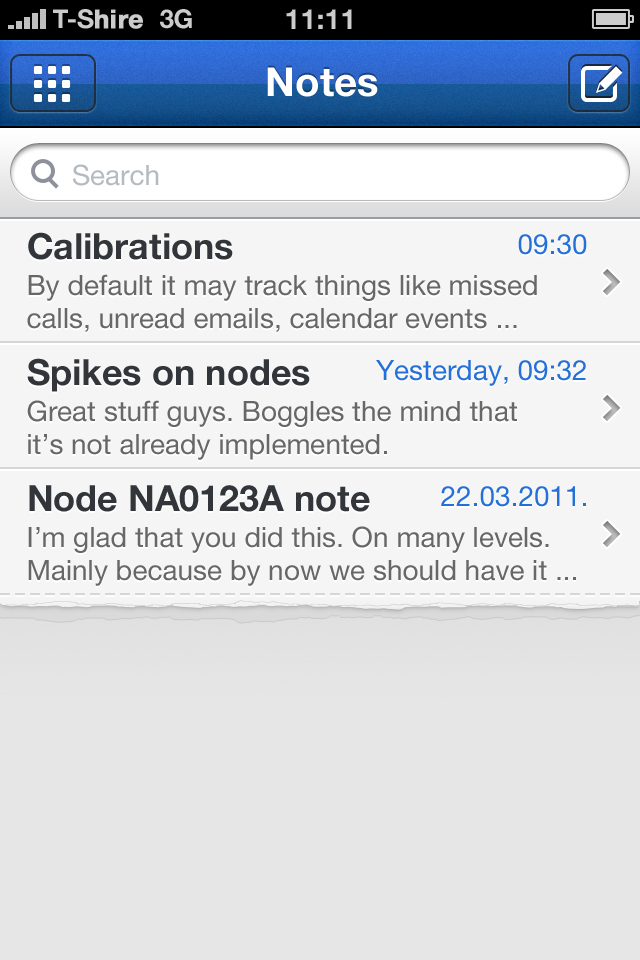 T-Shire 3G 11:11
Notes
Search
Calibrations 09:30
By default it may track things like missed
calls, unread emails, calendar events ...
Spikes on nodes Yesterday, 09:32
Great stuff guys. Boggles the mind that
it’s not already implemented.
Node NA0123A note 22.03.2011.
I’m glad that you did this. On many levels.
Mainly because by now we should have it ...